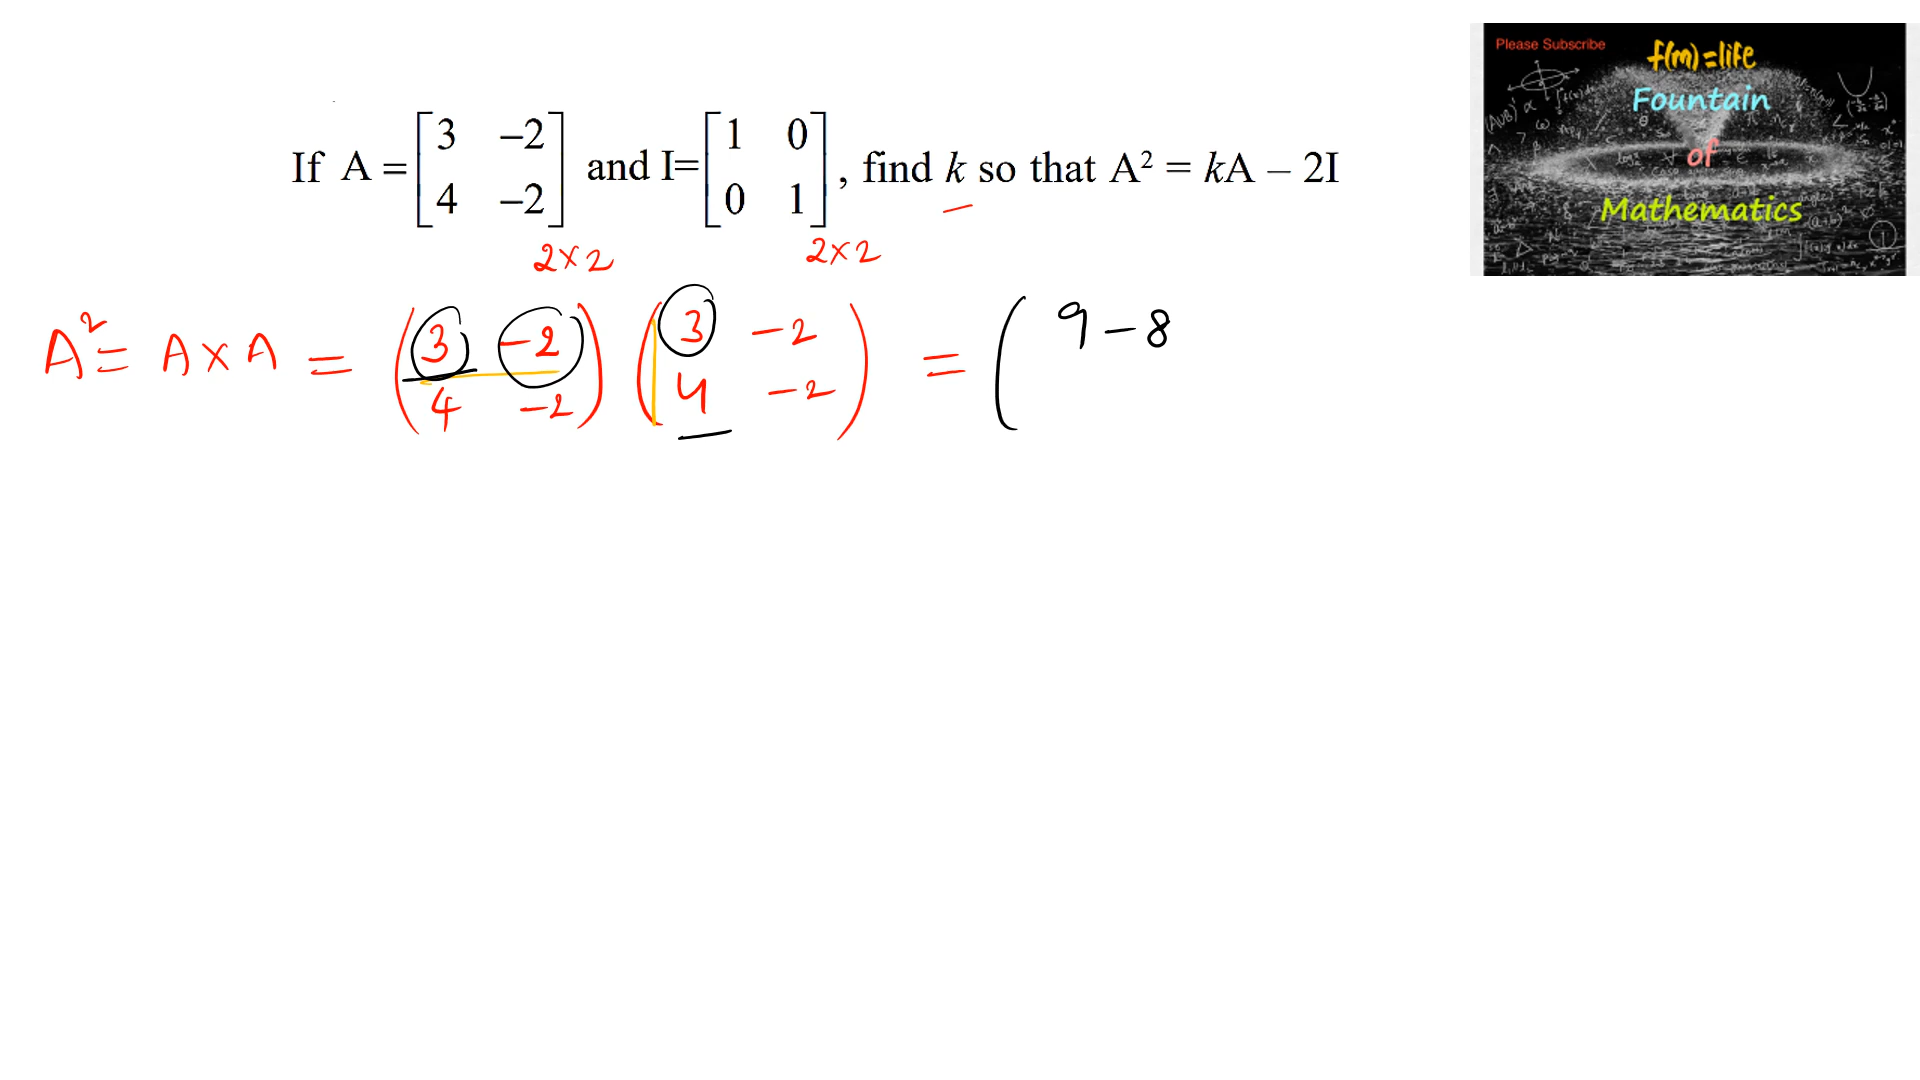 Please Subscribe
f(m)=life
Fountain
of
Mathematics
If A = [3 –2; 4 –2] and I= [1 0; 0 1], find k so that A² = kA – 2I
2×2 2×2
A² = A × A = (3 -2; 4 -2) (3 -2; 4 -2) = ( 9 - 8